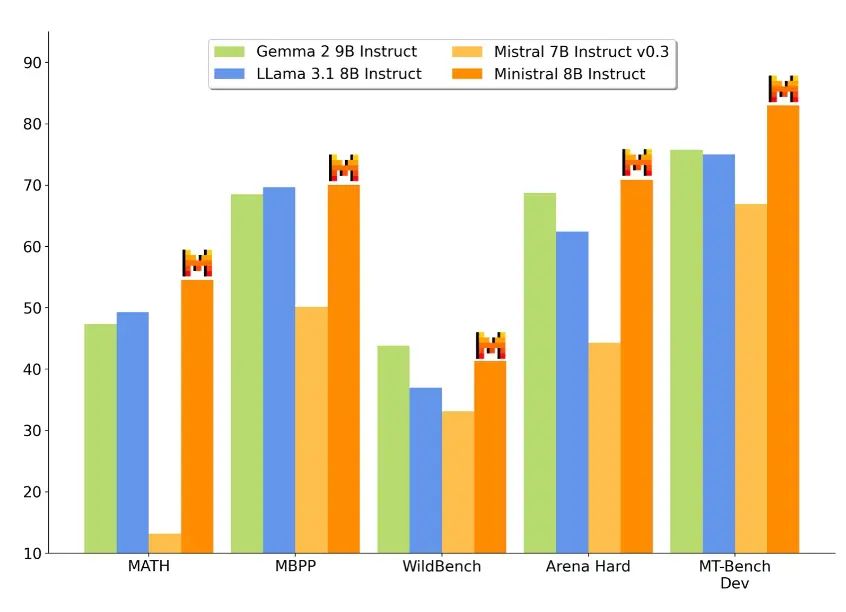 Gemma 2 9B Instruct
LLama 3.1 8B Instruct
Mistral 7B Instruct v0.3
Ministral 8B Instruct
90
80
70
60
50
40
30
20
10
MATH
MBPP
WildBench
Arena Hard
MT-Bench
Dev